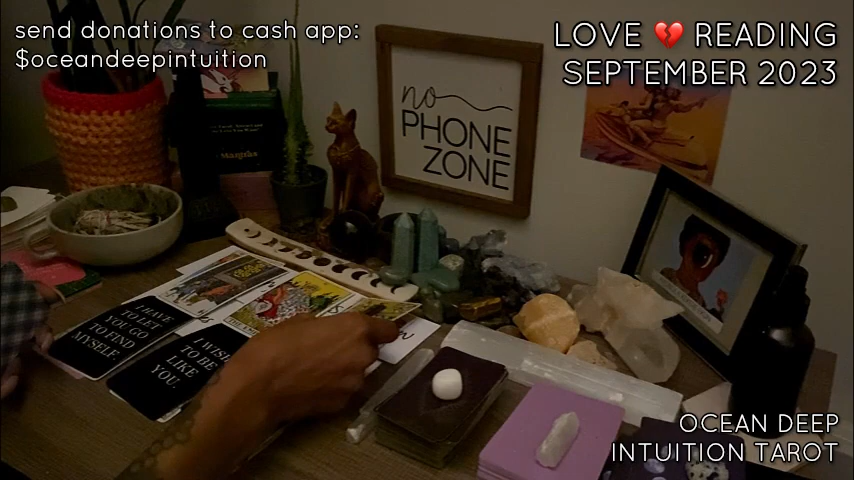 send donations to cash app:
$oceandeepintuition
LOVE 💔 READING
SEPTEMBER 2023
no
PHONE
ZONE
I HAVE
TO LET
YOU GO
TO FIND
MYSELF.
I WISH
TO BE
LIKE
YOU.
OCEAN DEEP
INTUITION TAROT